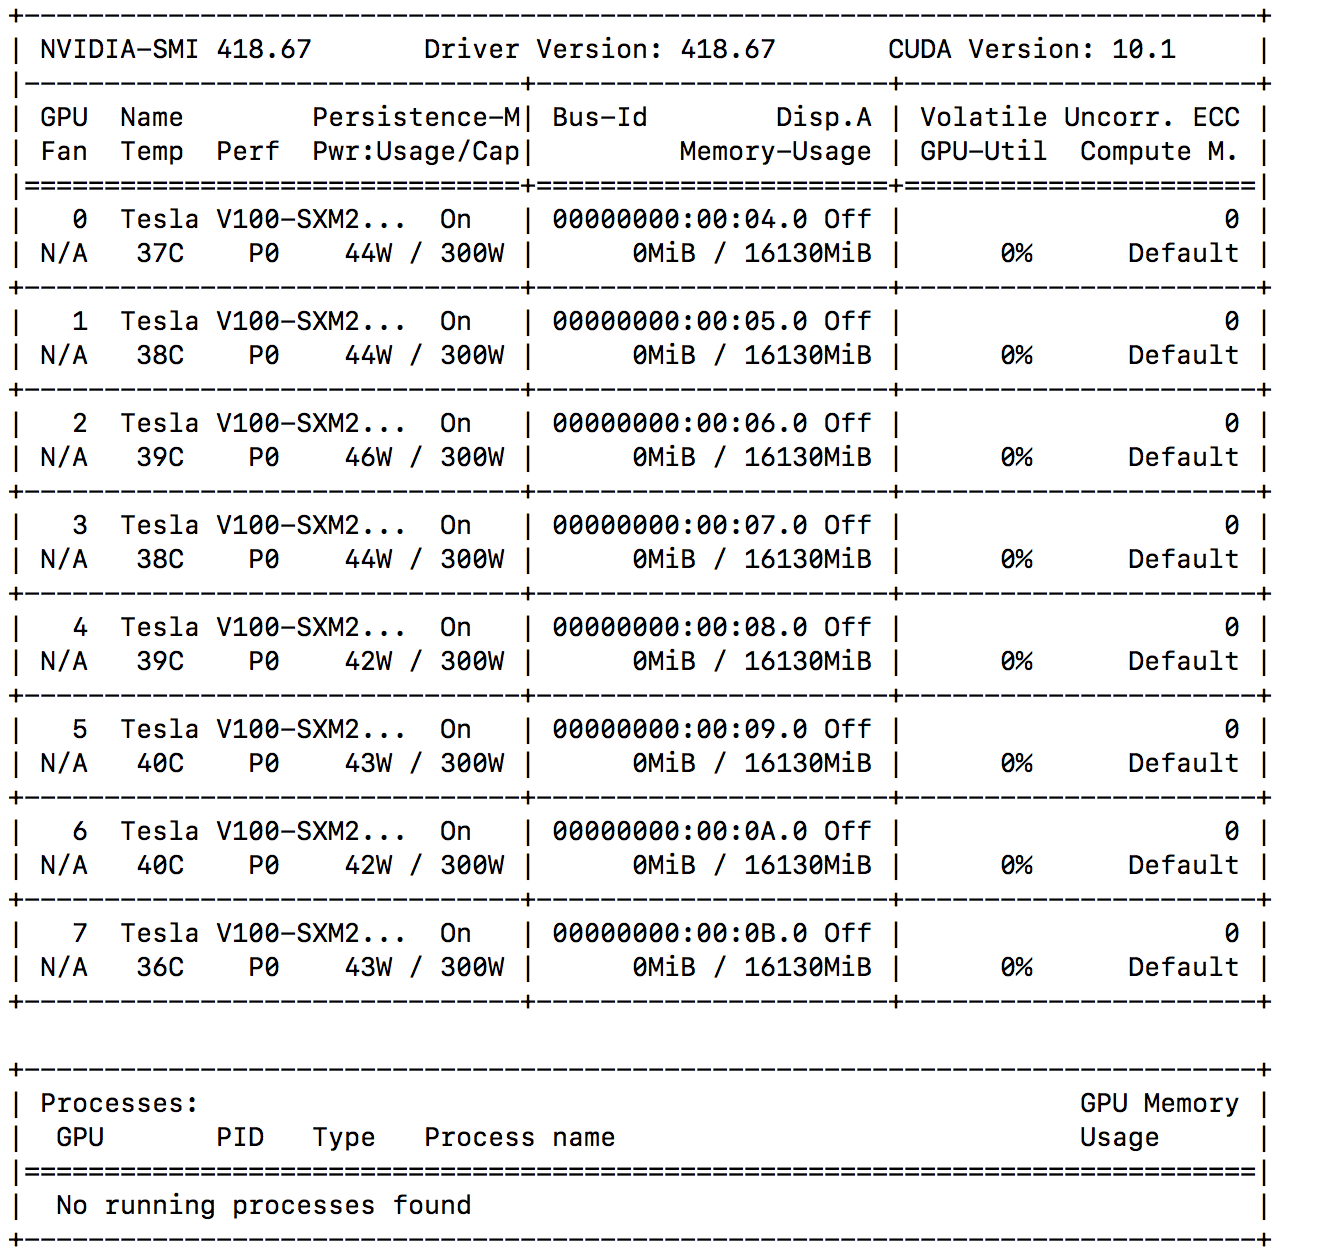 +-----------------------------------------------------------------------------+
| NVIDIA-SMI 418.67       Driver Version: 418.67       CUDA Version: 10.1     |
|-------------------------------+----------------------+----------------------+
| GPU  Name        Persistence-M| Bus-Id        Disp.A | Volatile Uncorr. ECC |
| Fan  Temp  Perf  Pwr:Usage/Cap|         Memory-Usage | GPU-Util  Compute M. |
|===============================+======================+======================|
|   0  Tesla V100-SXM2...  On   | 00000000:00:04.0 Off |                    0 |
| N/A   37C    P0    44W / 300W |      0MiB / 16130MiB |      0%      Default |
+-------------------------------+----------------------+----------------------+
|   1  Tesla V100-SXM2...  On   | 00000000:00:05.0 Off |                    0 |
| N/A   38C    P0    44W / 300W |      0MiB / 16130MiB |      0%      Default |
+-------------------------------+----------------------+----------------------+
|   2  Tesla V100-SXM2...  On   | 00000000:00:06.0 Off |                    0 |
| N/A   39C    P0    46W / 300W |      0MiB / 16130MiB |      0%      Default |
+-------------------------------+----------------------+----------------------+
|   3  Tesla V100-SXM2...  On   | 00000000:00:07.0 Off |                    0 |
| N/A   38C    P0    44W / 300W |      0MiB / 16130MiB |      0%      Default |
+-------------------------------+----------------------+----------------------+
|   4  Tesla V100-SXM2...  On   | 00000000:00:08.0 Off |                    0 |
| N/A   39C    P0    42W / 300W |      0MiB / 16130MiB |      0%      Default |
+-------------------------------+----------------------+----------------------+
|   5  Tesla V100-SXM2...  On   | 00000000:00:09.0 Off |                    0 |
| N/A   40C    P0    43W / 300W |      0MiB / 16130MiB |      0%      Default |
+-------------------------------+----------------------+----------------------+
|   6  Tesla V100-SXM2...  On   | 00000000:00:0A.0 Off |                    0 |
| N/A   40C    P0    42W / 300W |      0MiB / 16130MiB |      0%      Default |
+-------------------------------+----------------------+----------------------+
|   7  Tesla V100-SXM2...  On   | 00000000:00:0B.0 Off |                    0 |
| N/A   36C    P0    43W / 300W |      0MiB / 16130MiB |      0%      Default |
+-------------------------------+----------------------+----------------------+

+-----------------------------------------------------------------------------+
| Processes:                                                       GPU Memory |
|  GPU       PID   Type   Process name                             Usage      |
|=============================================================================|
|  No running processes found                                                 |
+-----------------------------------------------------------------------------+